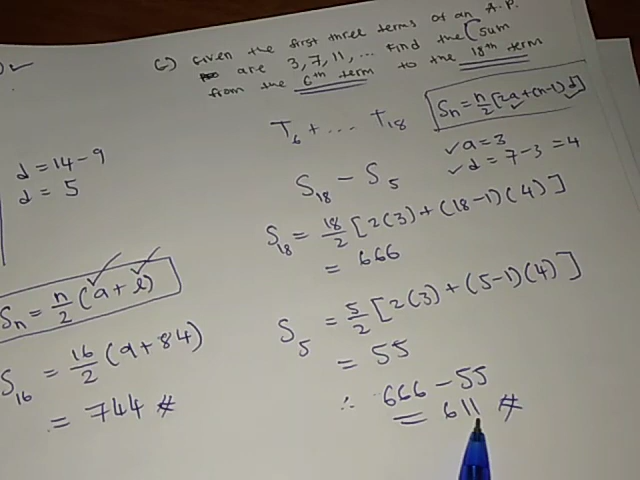 d = 14 - 9
d = 5
Sn = n/2 (a + l)
S16 = 16/2 (9 + 84)
= 744 #
c) Given the first three terms of an A.P.
are 3, 7, 11, ... Find the (sum
from the 6th term to the 18th term
T6 + ... T18
Sn = n/2 [2a + (n-1) d]
✓ a = 3
✓ d = 7 - 3 = 4
S18 - S5
S18 = 18/2 [2(3) + (18-1)(4)]
= 666
S5 = 5/2 [2(3) + (5-1)(4)]
= 55
∴ 666 - 55
= 611 #